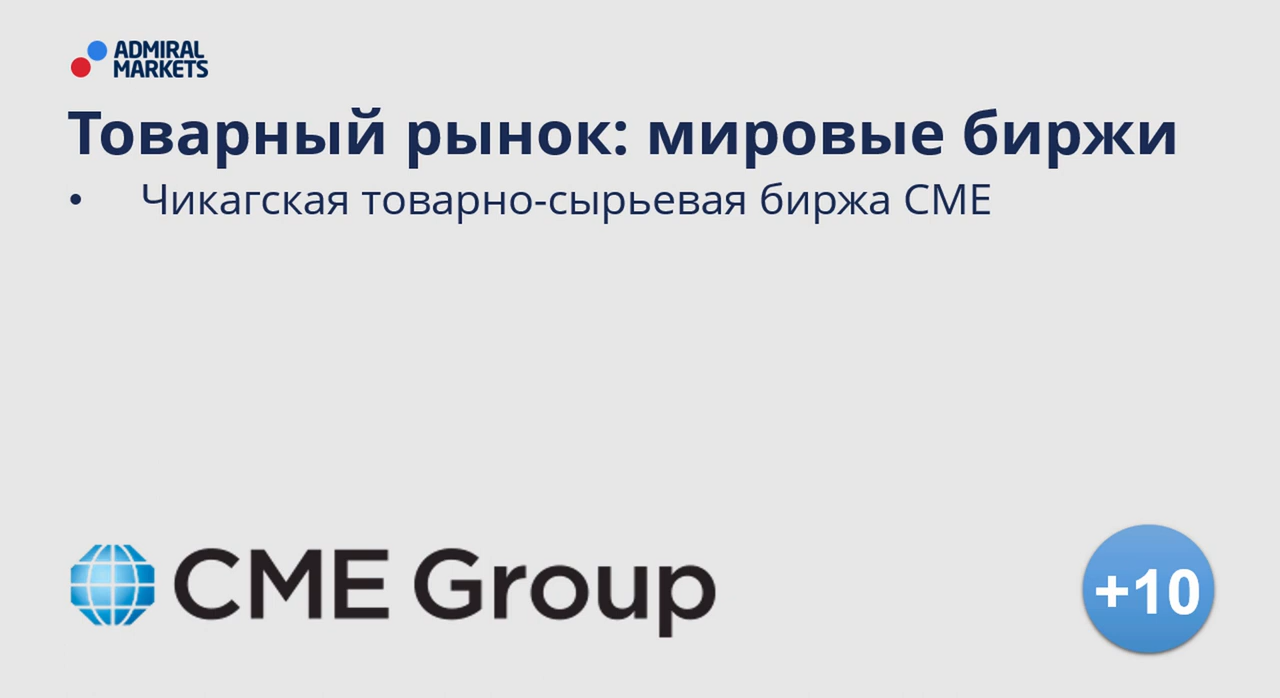 ADMIRAL
MARKETS
Товарный рынок: мировые биржи
• Чикагская товарно-сырьевая биржа CME
CME Group
+10